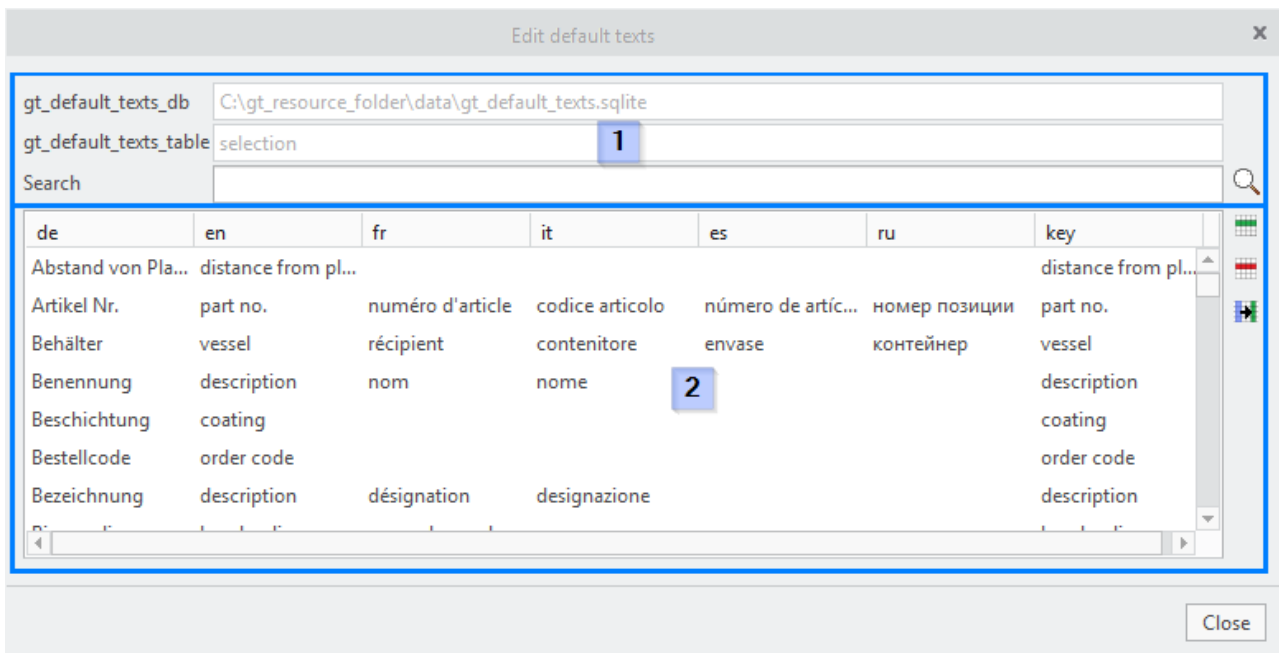 Edit default texts x
gt_default_texts_db C:\gt_resource_folder\data\gt_default_texts.sqlite
gt_default_texts_table selection
1
Search
de en fr it es ru key
Abstand von Pla... distance from pl... distance from pl...
Artikel Nr. part no. numéro d'article codice articolo número de artíc... номер позиции part no.
Behälter vessel récipient contenitore envase контейнер vessel
Benennung description nom nome description
2
Beschichtung coating coating
Bestellcode order code order code
Bezeichnung description désignation designazione description
Close